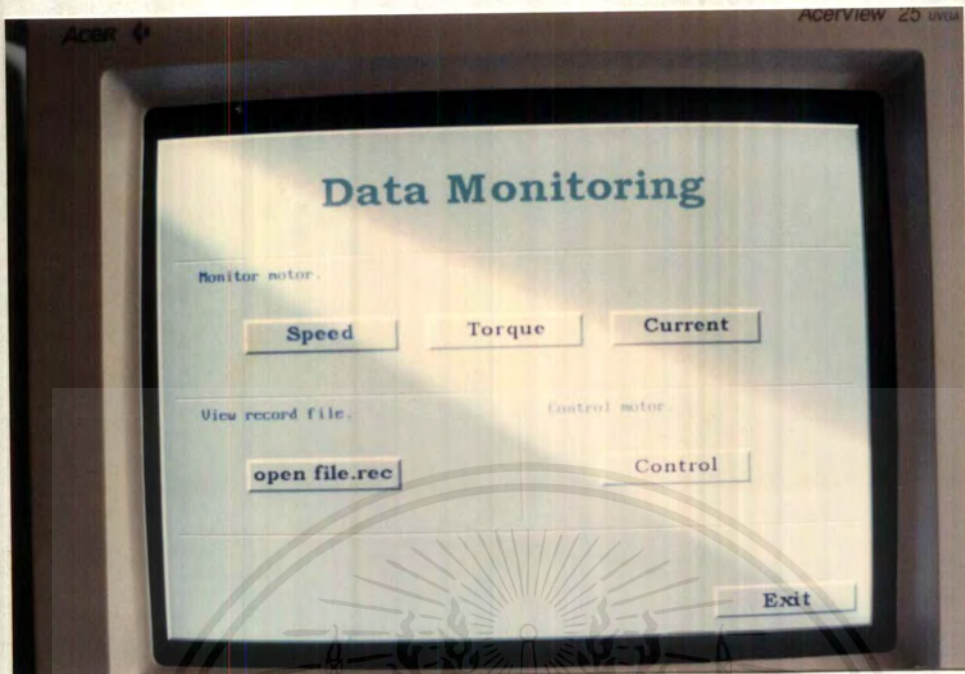 Acer
AcerView 25 UVGA
Data Monitoring
Monitor motor.
Speed
Torque
Current
View record file.
Control motor.
open file.rec
Control
Exit